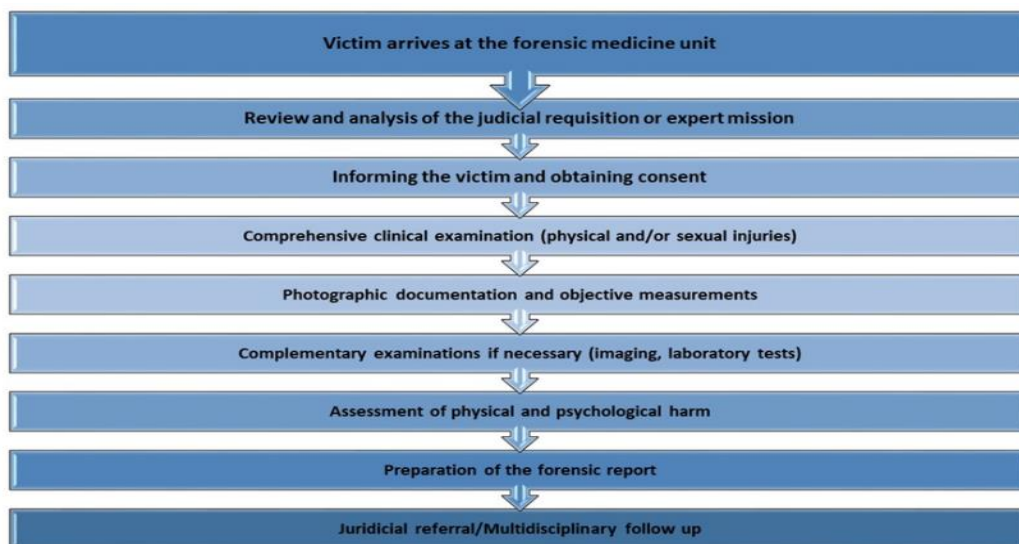 Victim arrives at the forensic medicine unit
Review and analysis of the judicial requisition or expert mission
Informing the victim and obtaining consent
Comprehensive clinical examination (physical and/or sexual injuries)
Photographic documentation and objective measurements
Complementary examinations if necessary (imaging, laboratory tests)
Assessment of physical and psychological harm
Preparation of the forensic report
Juridicial referral/Multidisciplinary follow up